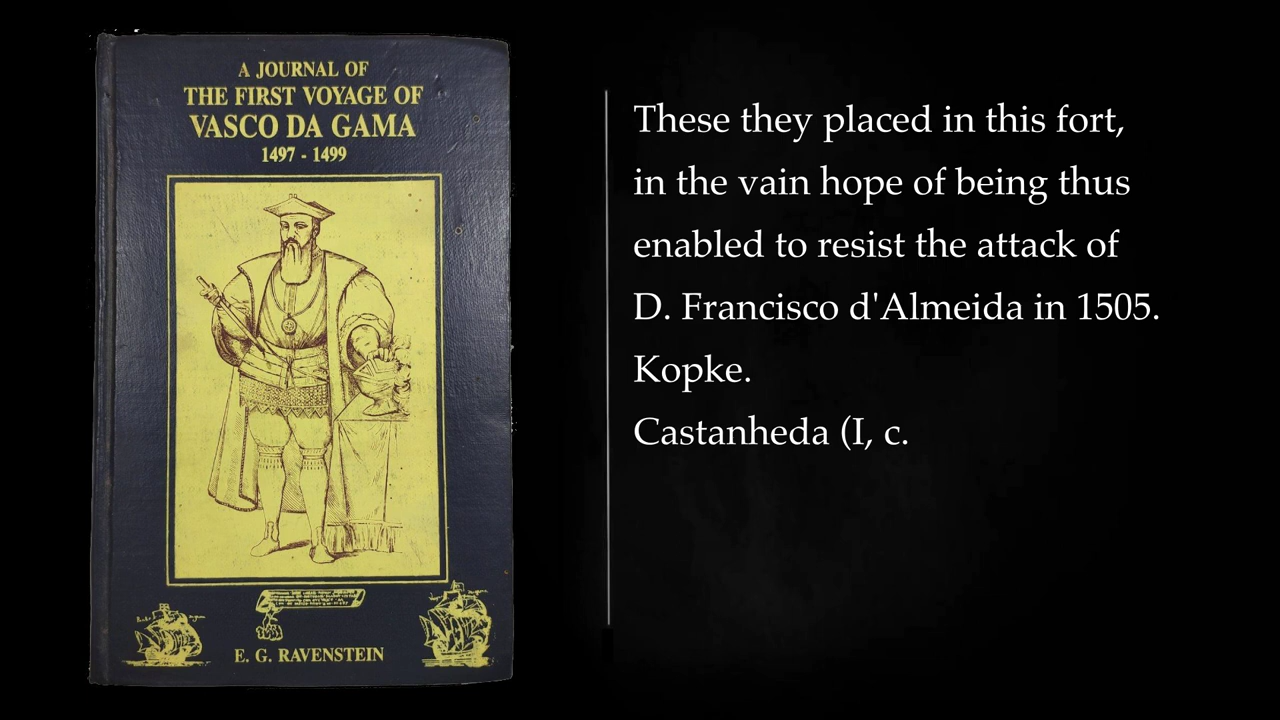 A JOURNAL OF
THE FIRST VOYAGE OF
VASCO DA GAMA
1497 - 1499
E. G. RAVENSTEIN
These they placed in this fort,
in the vain hope of being thus
enabled to resist the attack of
D. Francisco d'Almeida in 1505.
Kopke.
Castanheda (I, c.